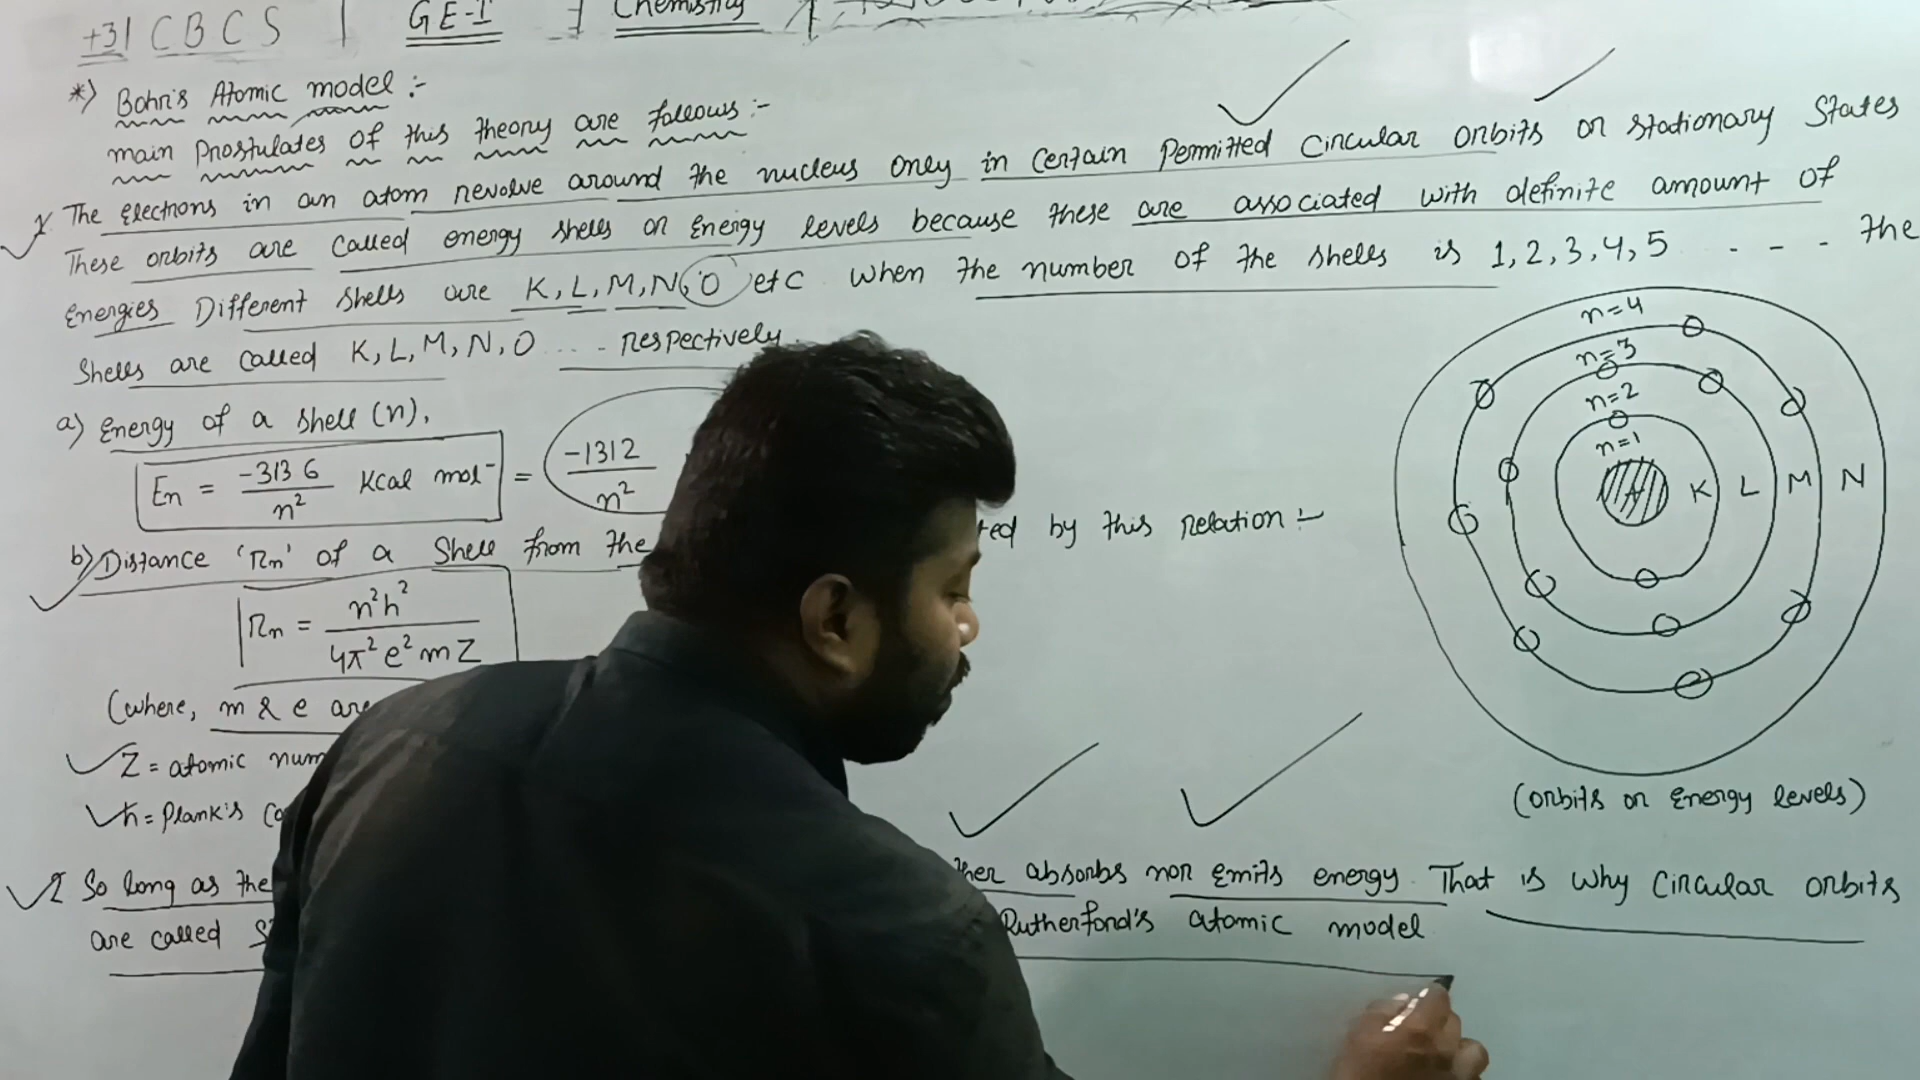 +3 | CBCS | GE-I | Chemistry
*) Bohr's Atomic model :-
main Prostulates of this theory are follows :-
1. The electrons in an atom revolve around the nucleus only in certain permitted circular orbits or stationary states
These orbits are called energy shells or Energy levels because these are associated with definite amount of
Energies Different shells are K, L, M, N, O etc when the number of the shells is 1, 2, 3, 4, 5 - - - the
Shells are called K, L, M, N, O ... respectively.
a) Energy of a shell (n),
En = -313 6 / n² Kcal mol⁻ = -1312 / n²
b) Distance 'rn' of a Shell from the ted by this relation :-
rn = n²h² / 4π²e²mZ
(where, m & e are
Z = atomic num
h = Plank's Co
2 So long as the ther absorbs nor emits energy. That is why circular orbits
are called S Rutherford's atomic model
n=4
n=3
n=2
n=1
K L M N
(orbits or Energy levels)